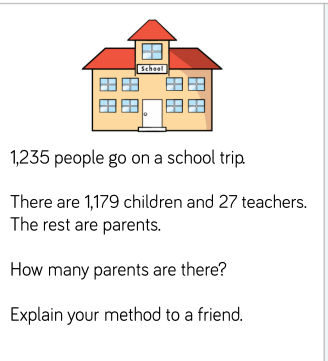 School
1,235 people go on a school trip.
There are 1,179 children and 27 teachers.
The rest are parents.
How many parents are there?
Explain your method to a friend.